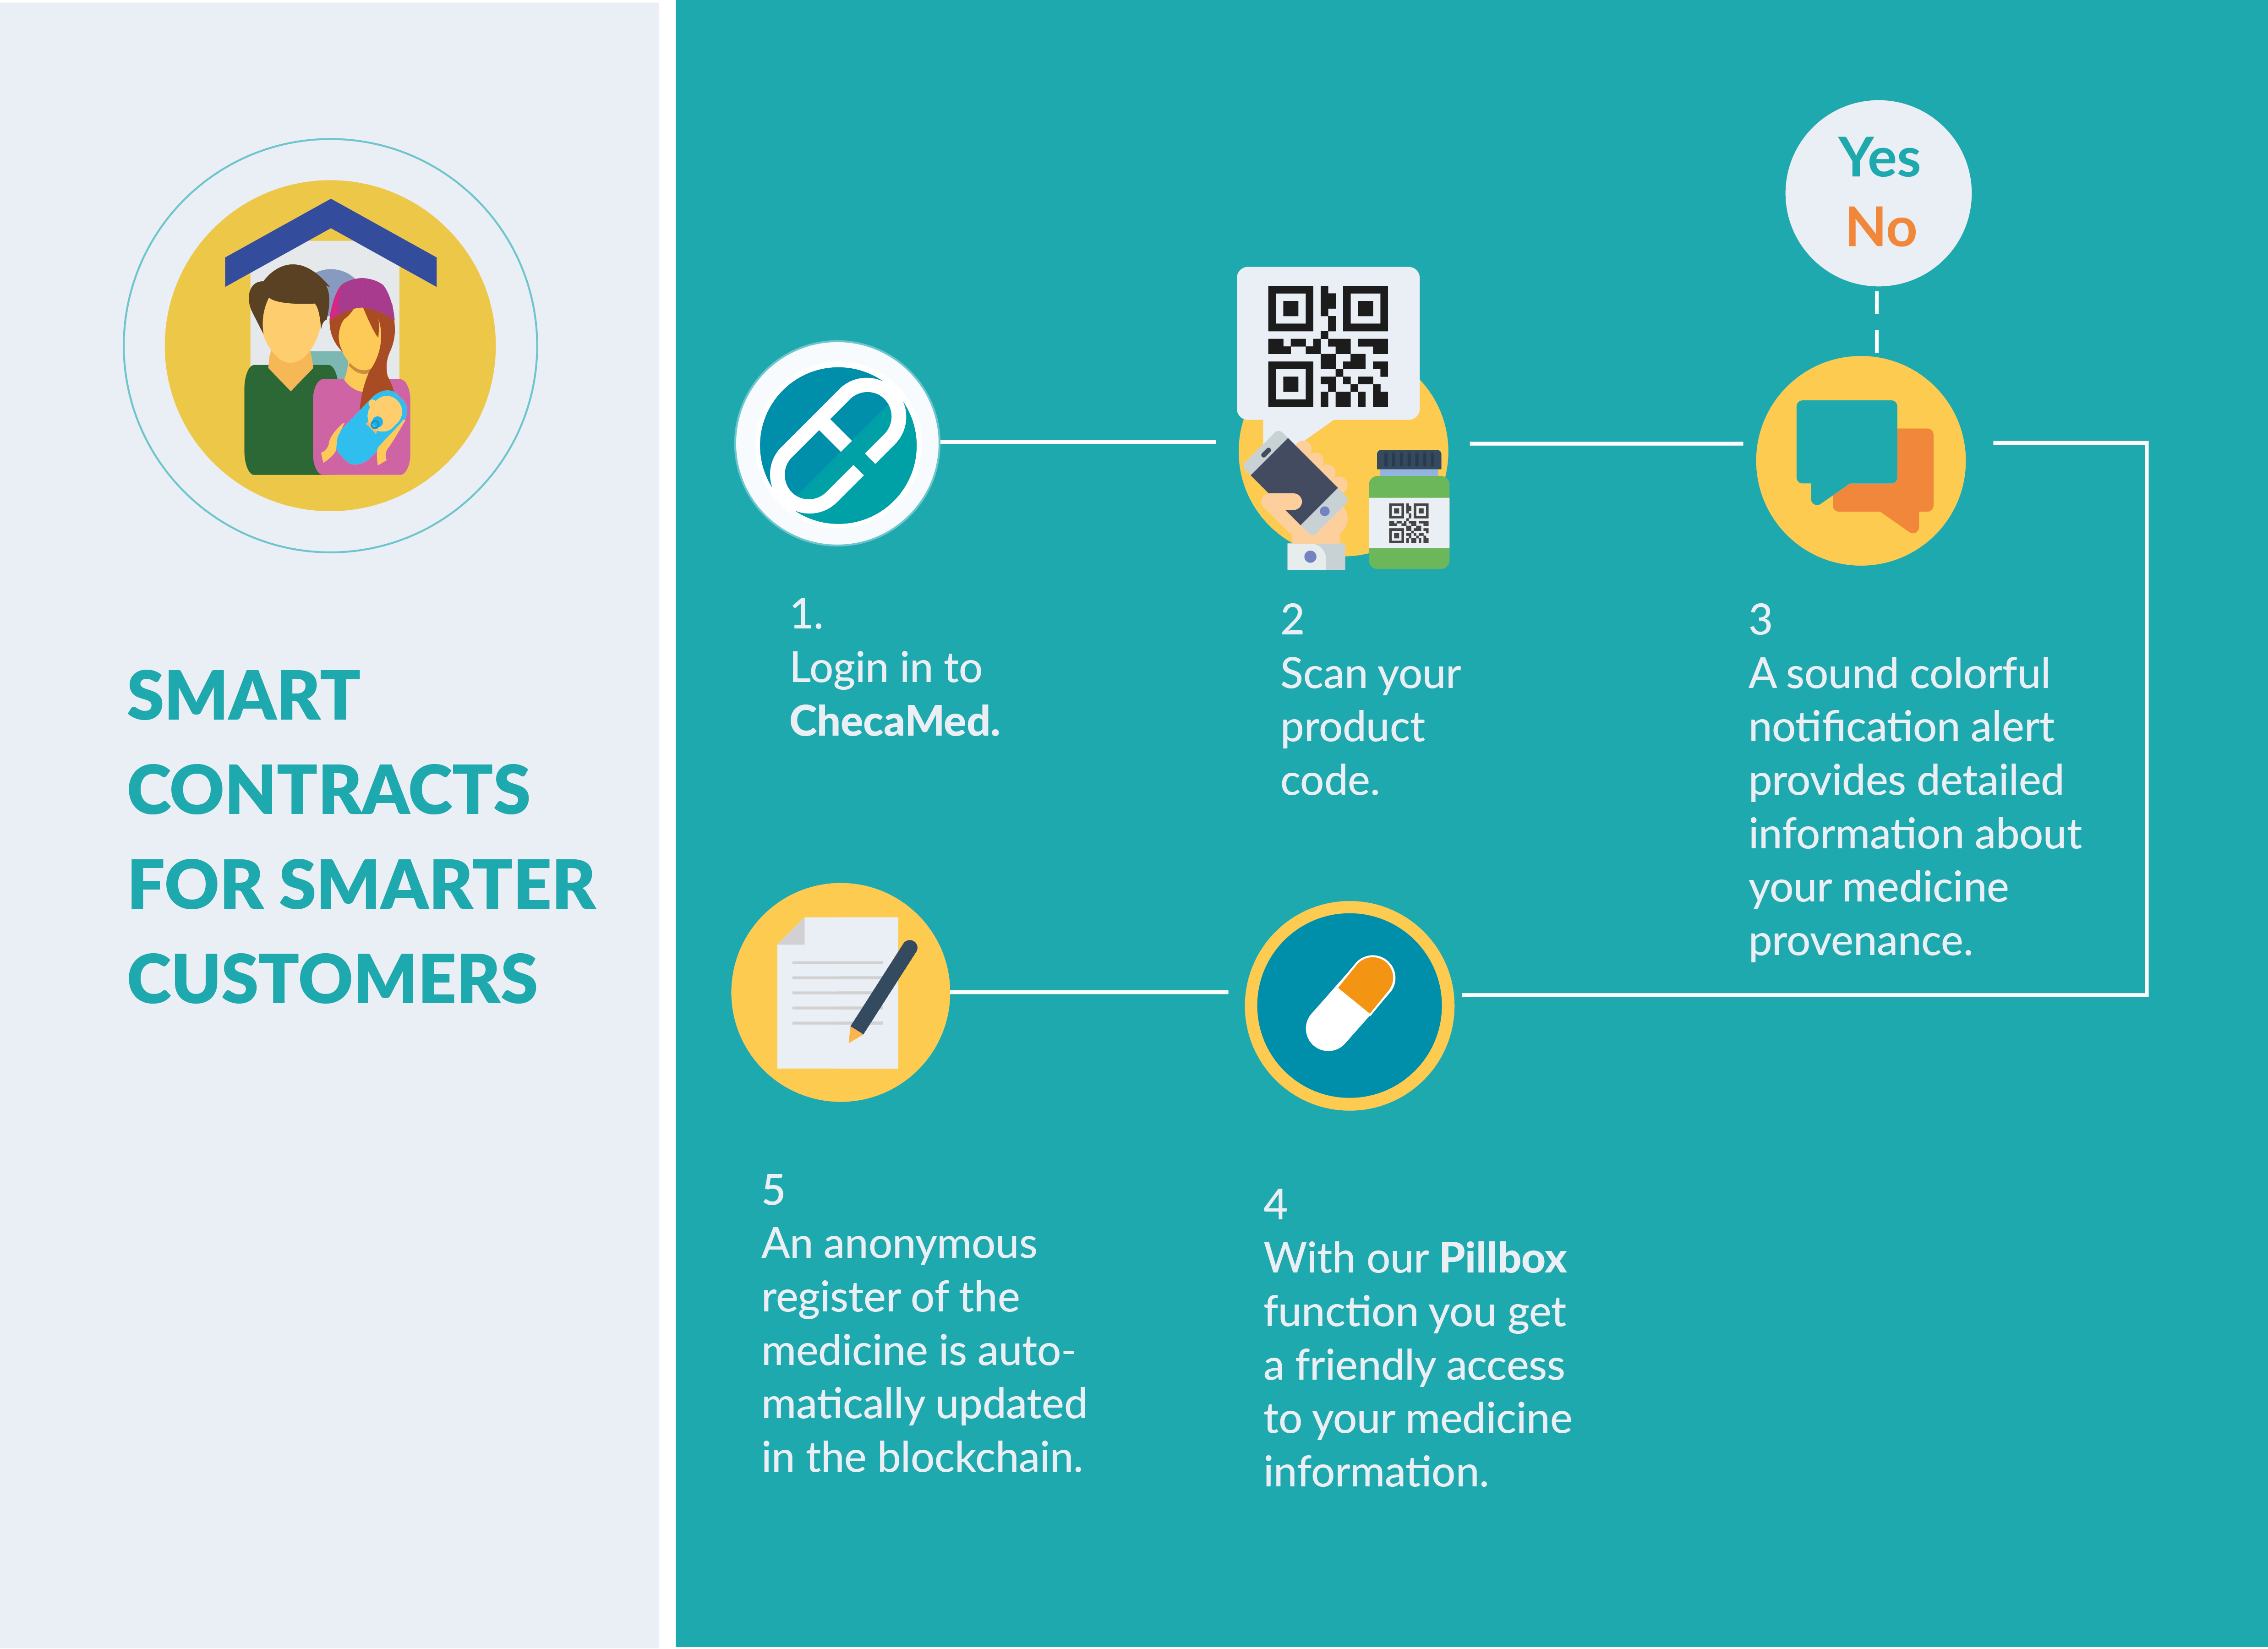 SMART
CONTRACTS
FOR SMARTER
CUSTOMERS
Yes
No
1.
Login in to
ChecaMed.
2
Scan your
product
code.
3
A sound colorful
notification alert
provides detailed
information about
your medicine
provenance.
5
An anonymous
register of the
medicine is auto-
matically updated
in the blockchain.
4
With our Pillbox
function you get
a friendly access
to your medicine
information.